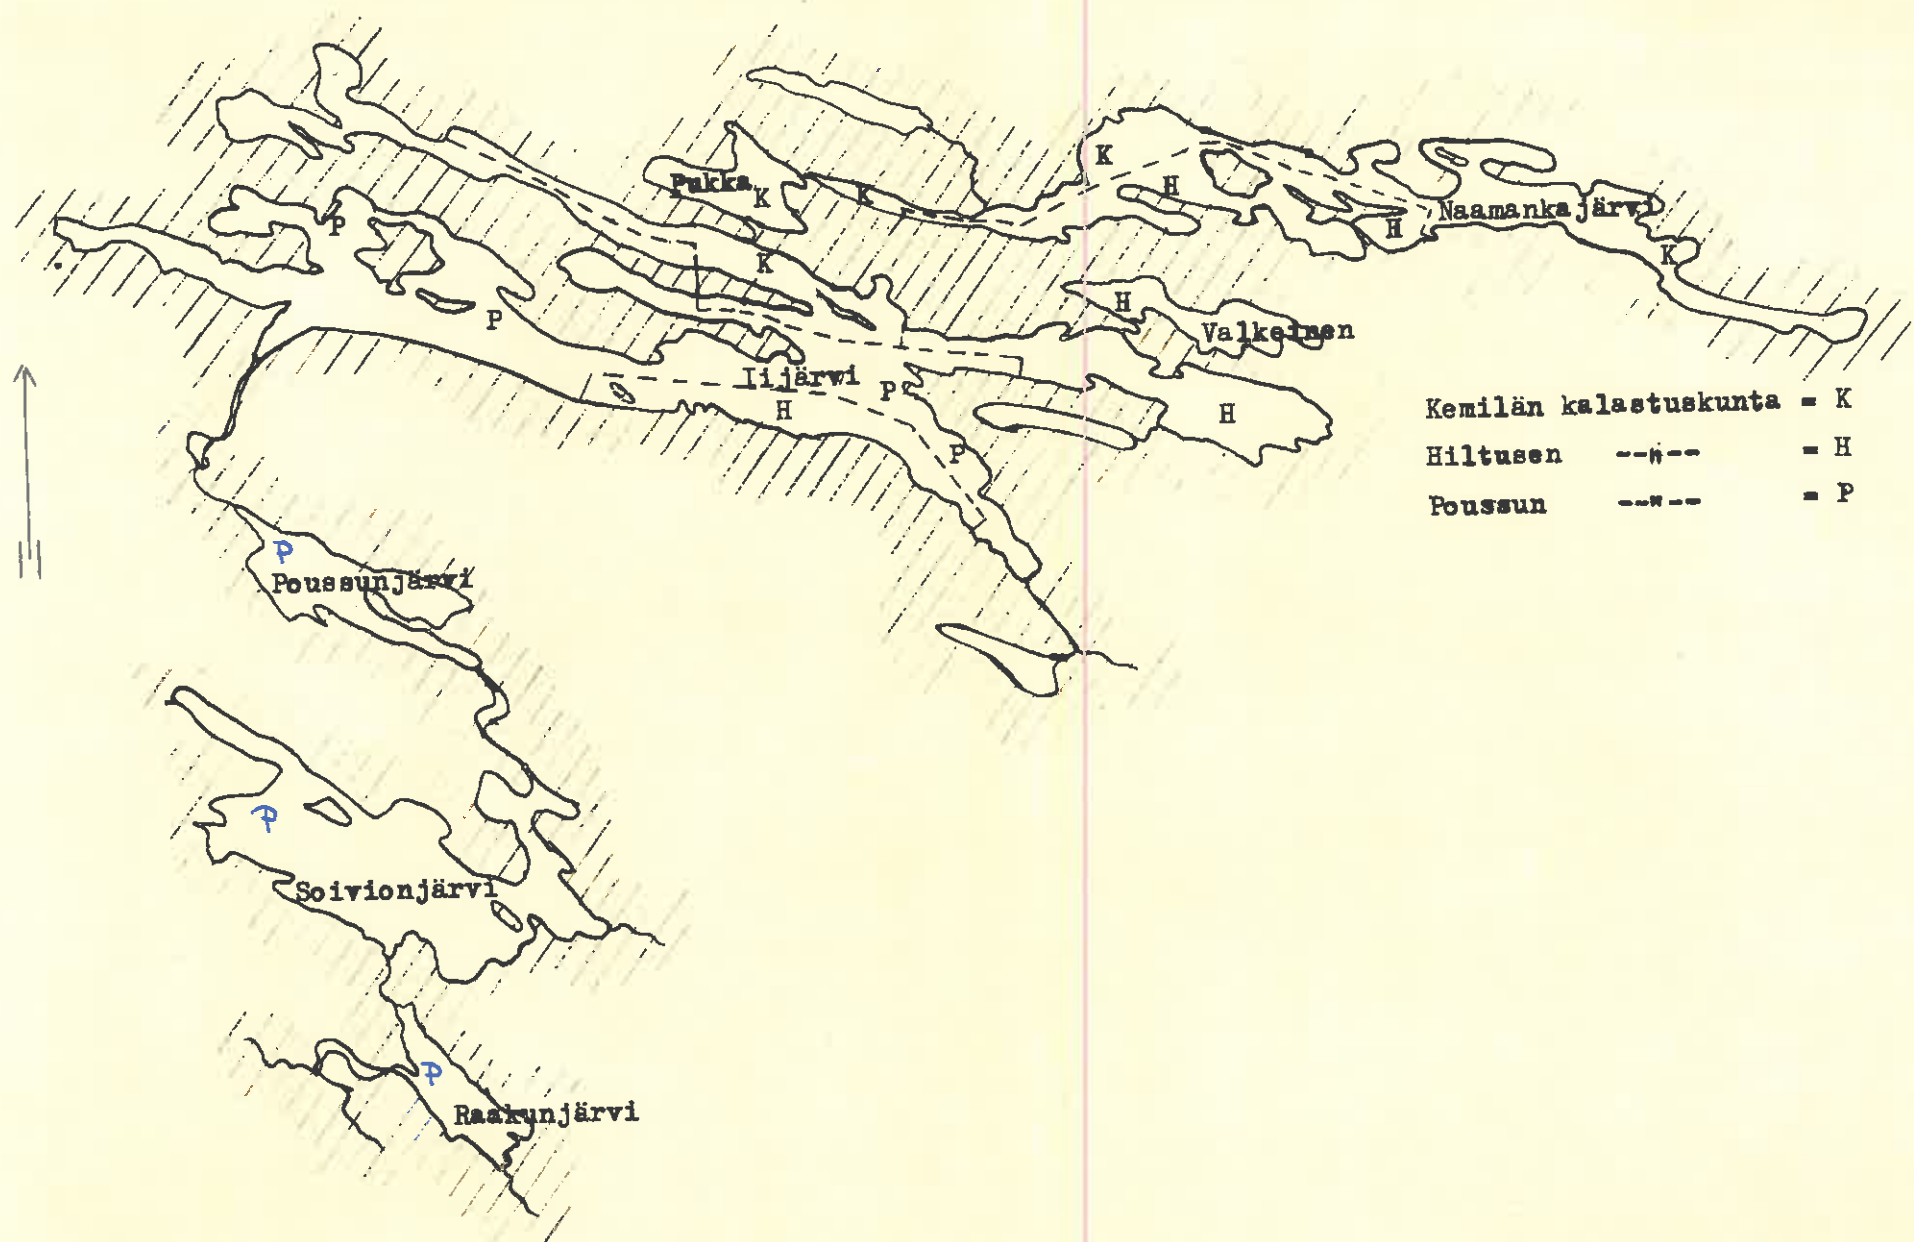 K
Pukka K
K
H
Naamankajärvi
H
K
P
K
P
H
Valkeinen
Iijärvi
P
H
H
P
Kemilän kalastuskunta = K
Hiltusen --"-- = H
Poussun --"-- = P
P
Poussunjärvi
P
Soivionjärvi
P
Raakunjärvi